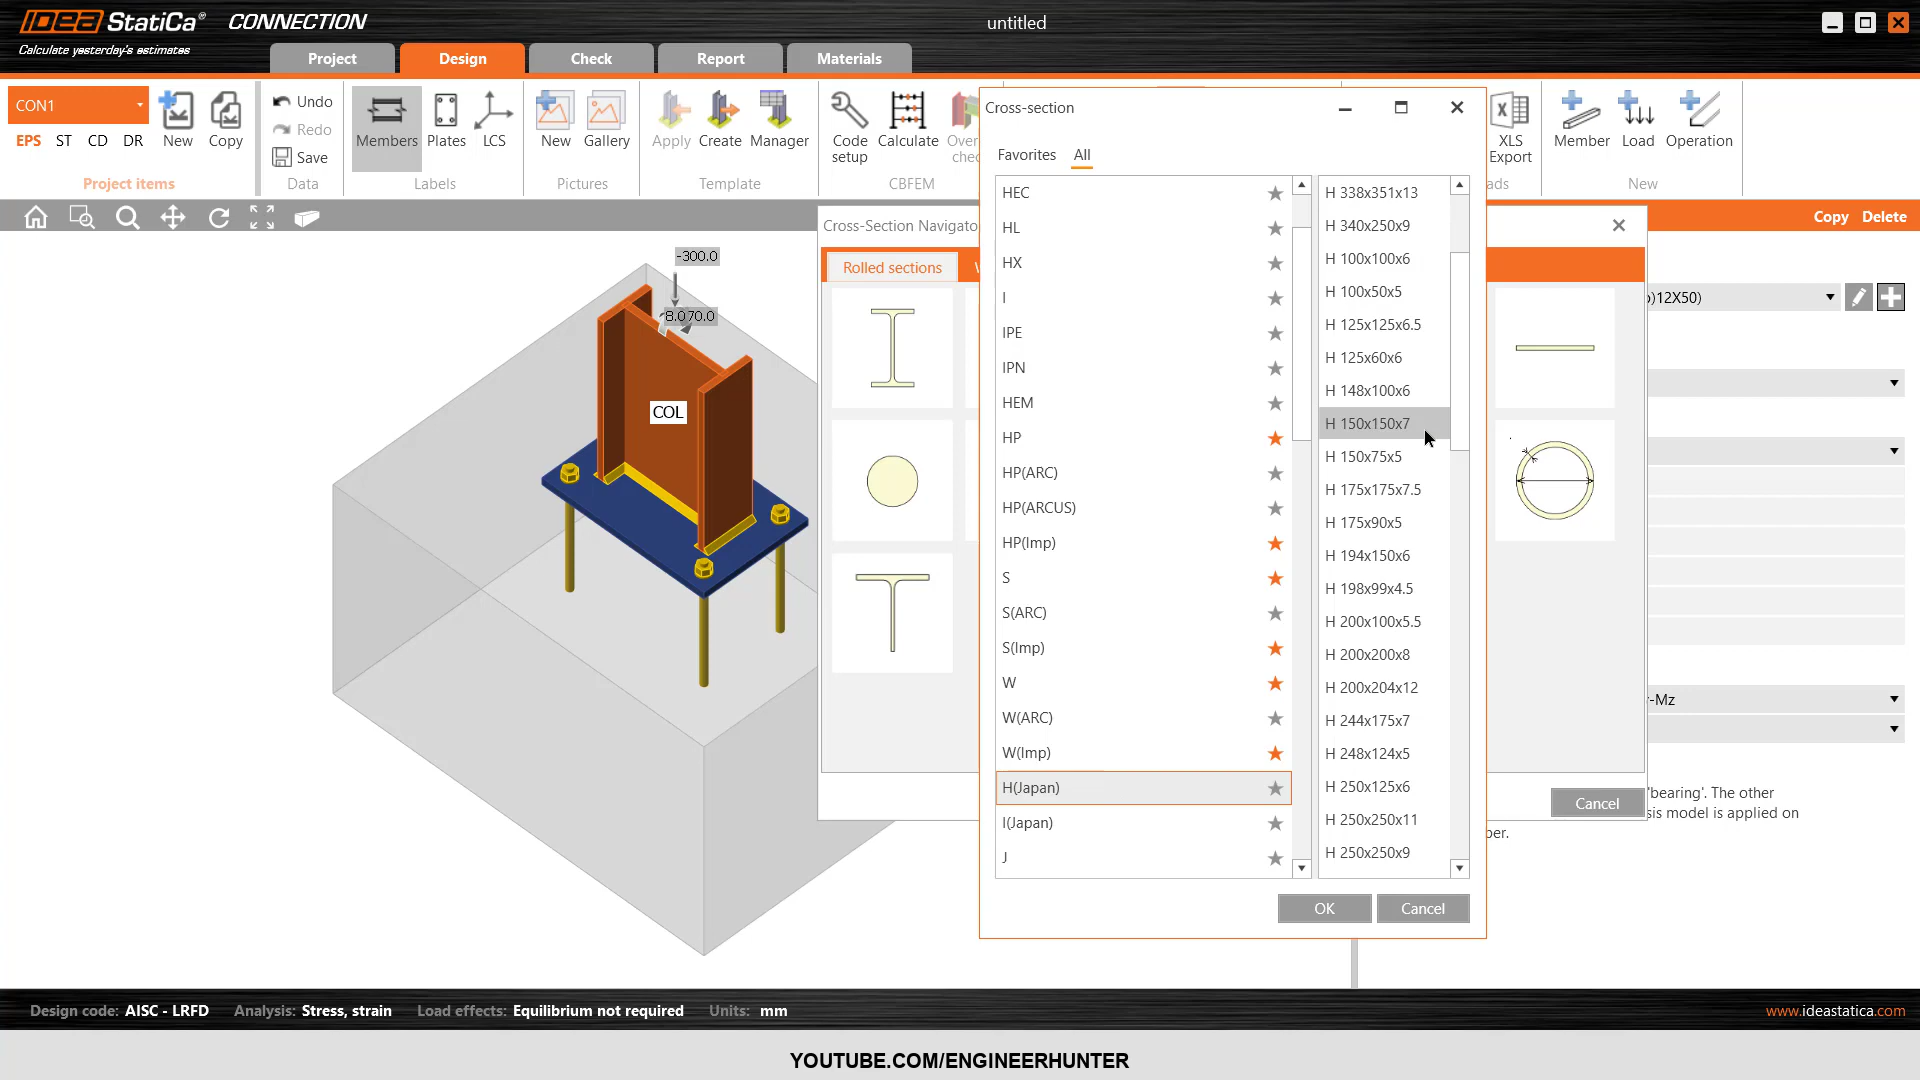 IDEA StatiCa® CONNECTION
Calculate yesterday's estimates
untitled
Project Design Check Report Materials
CON1
EPS ST CD DR
New Copy
Undo
Redo
Save
Members Plates LCS
New Gallery
Apply Create Manager
Code setup
Calculate
XLS Export
Member Load Operation
Project items Data Labels Pictures Template CBFEM New
Copy Delete
-300.0
8.070.0
COL
Cross-Section Navigato
Rolled sections
Cancel
Cross-section
Favorites All
HEC
HL
HX
I
IPE
IPN
HEM
HP
HP(ARC)
HP(ARCUS)
HP(Imp)
S
S(ARC)
S(Imp)
W
W(ARC)
W(Imp)
H(Japan)
I(Japan)
J
H 338x351x13
H 340x250x9
H 100x100x6
H 100x50x5
H 125x125x6.5
H 125x60x6
H 148x100x6
H 150x150x7
H 150x75x5
H 175x175x7.5
H 175x90x5
H 194x150x6
H 198x99x4.5
H 200x100x5.5
H 200x200x8
H 200x204x12
H 244x175x7
H 248x124x5
H 250x125x6
H 250x250x11
H 250x250x9
OK Cancel
)12X50)
-Mz
'bearing'. The other
sis model is applied on
ber.
Design code: AISC - LRFD Analysis: Stress, strain Load effects: Equilibrium not required Units: mm
www.ideastatica.com
YOUTUBE.COM/ENGINEERHUNTER